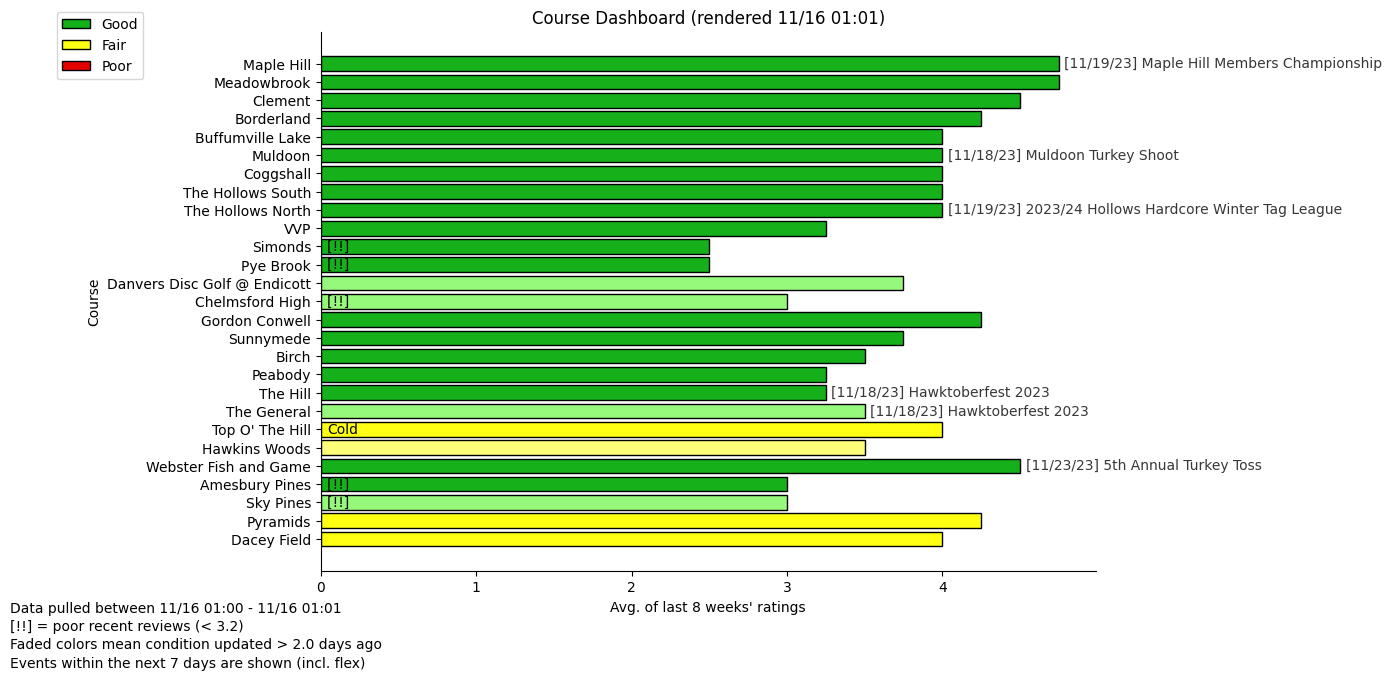 Course Dashboard (rendered 11/16 01:01)
Good
Fair
Poor
Course
Maple Hill [11/19/23] Maple Hill Members Championship
Meadowbrook
Clement
Borderland
Buffumville Lake
Muldoon [11/18/23] Muldoon Turkey Shoot
Coggshall
The Hollows South
The Hollows North [11/19/23] 2023/24 Hollows Hardcore Winter Tag League
VVP
Simonds [!!]
Pye Brook [!!]
Danvers Disc Golf @ Endicott
Chelmsford High [!!]
Gordon Conwell
Sunnymede
Birch
Peabody
The Hill [11/18/23] Hawktoberfest 2023
The General [11/18/23] Hawktoberfest 2023
Top O' The Hill Cold
Hawkins Woods
Webster Fish and Game [11/23/23] 5th Annual Turkey Toss
Amesbury Pines [!!]
Sky Pines [!!]
Pyramids
Dacey Field
0 1 2 3 4
Avg. of last 8 weeks' ratings
Data pulled between 11/16 01:00 - 11/16 01:01
[!!] = poor recent reviews (< 3.2)
Faded colors mean condition updated > 2.0 days ago
Events within the next 7 days are shown (incl. flex)